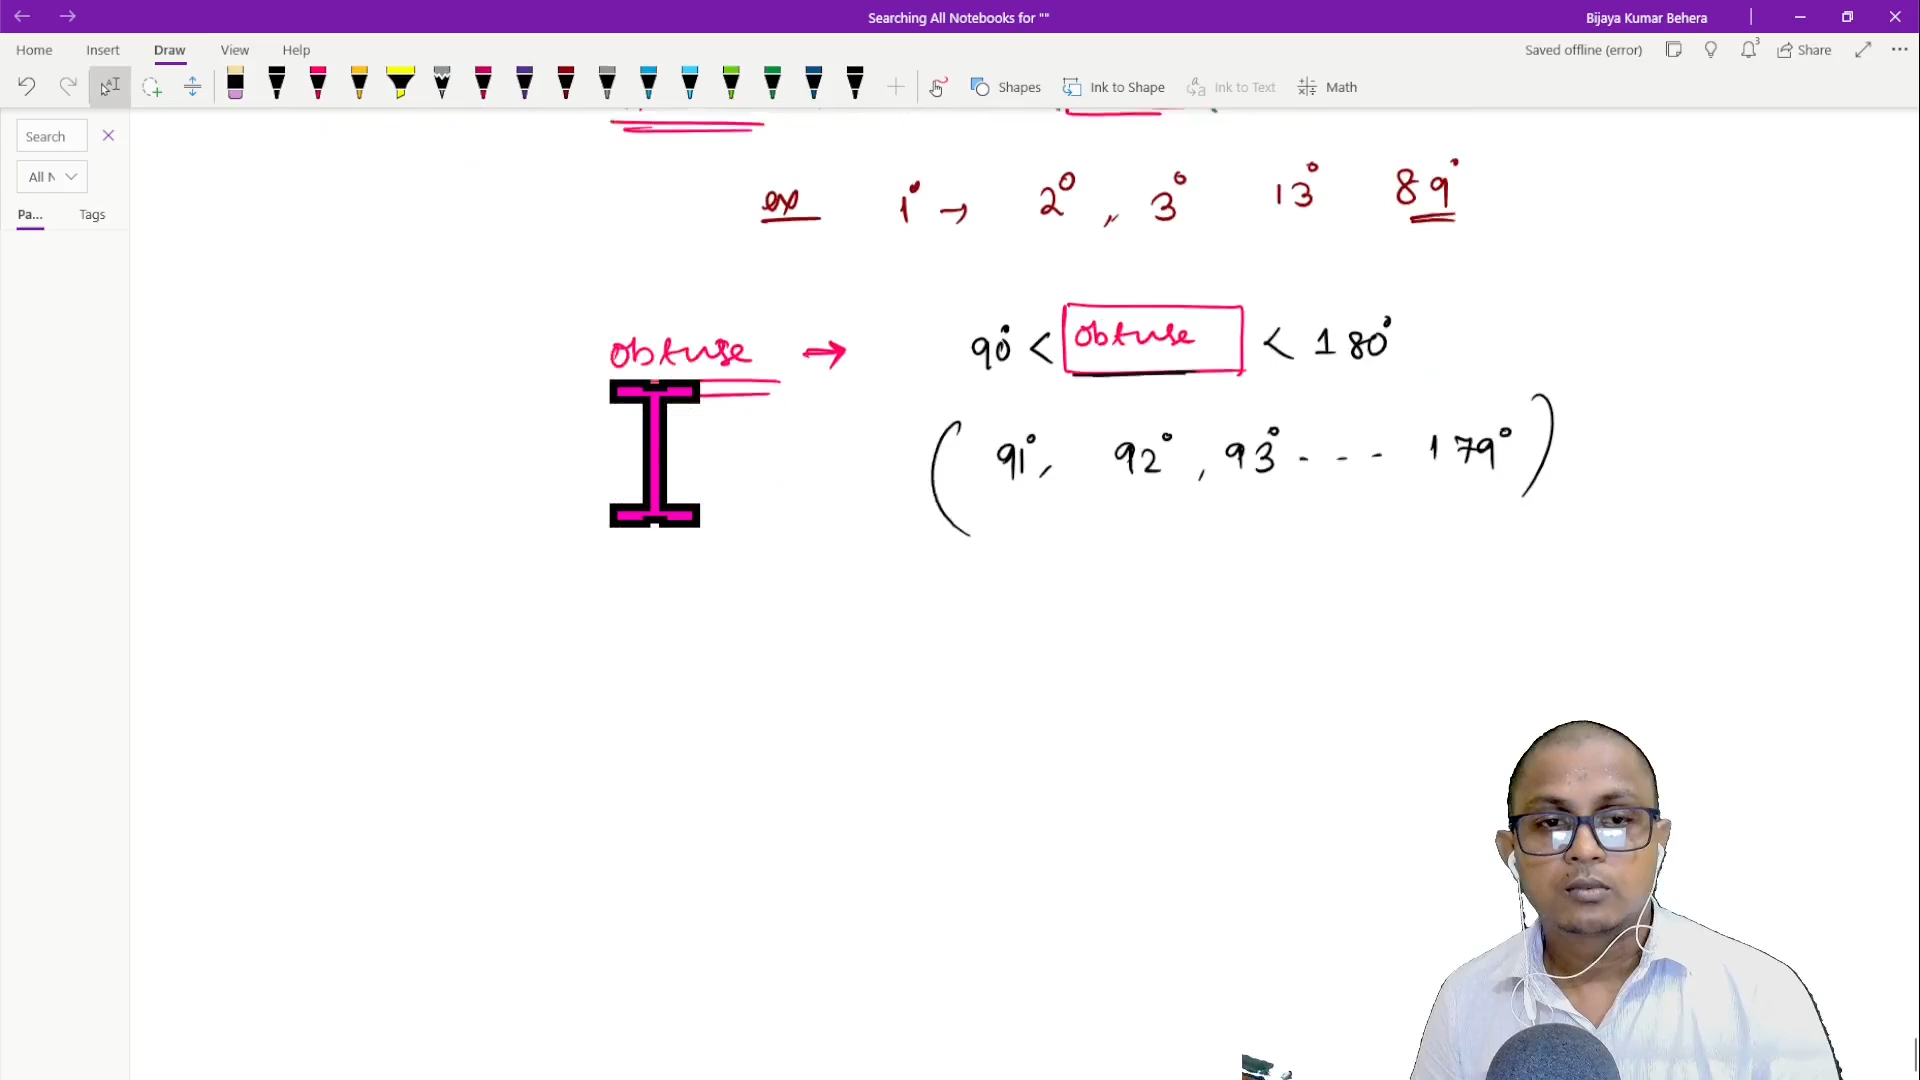 Searching All Notebooks for ""
Bijaya Kumar Behera
Home Insert Draw View Help
Saved offline (error) 3 Share
Shapes Ink to Shape Ink to Text Math
Search
All N
Pa... Tags
ex 1° → 2° , 3° 13° 89°
obtuse → 90° < obtuse < 180°
( 91°, 92° , 93° - - - 179° )